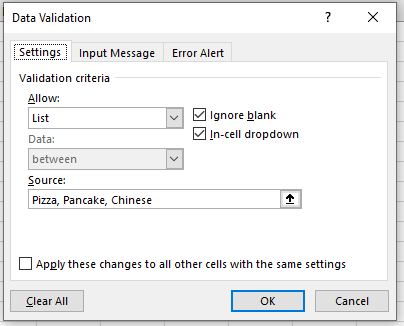 Data Validation
?
Settings
Input Message
Error Alert
Validation criteria
Allow:
List
Ignore blank
In-cell dropdown
Data:
between
Source:
Pizza, Pancake, Chinese
Apply these changes to all other cells with the same settings
Clear All
OK
Cancel